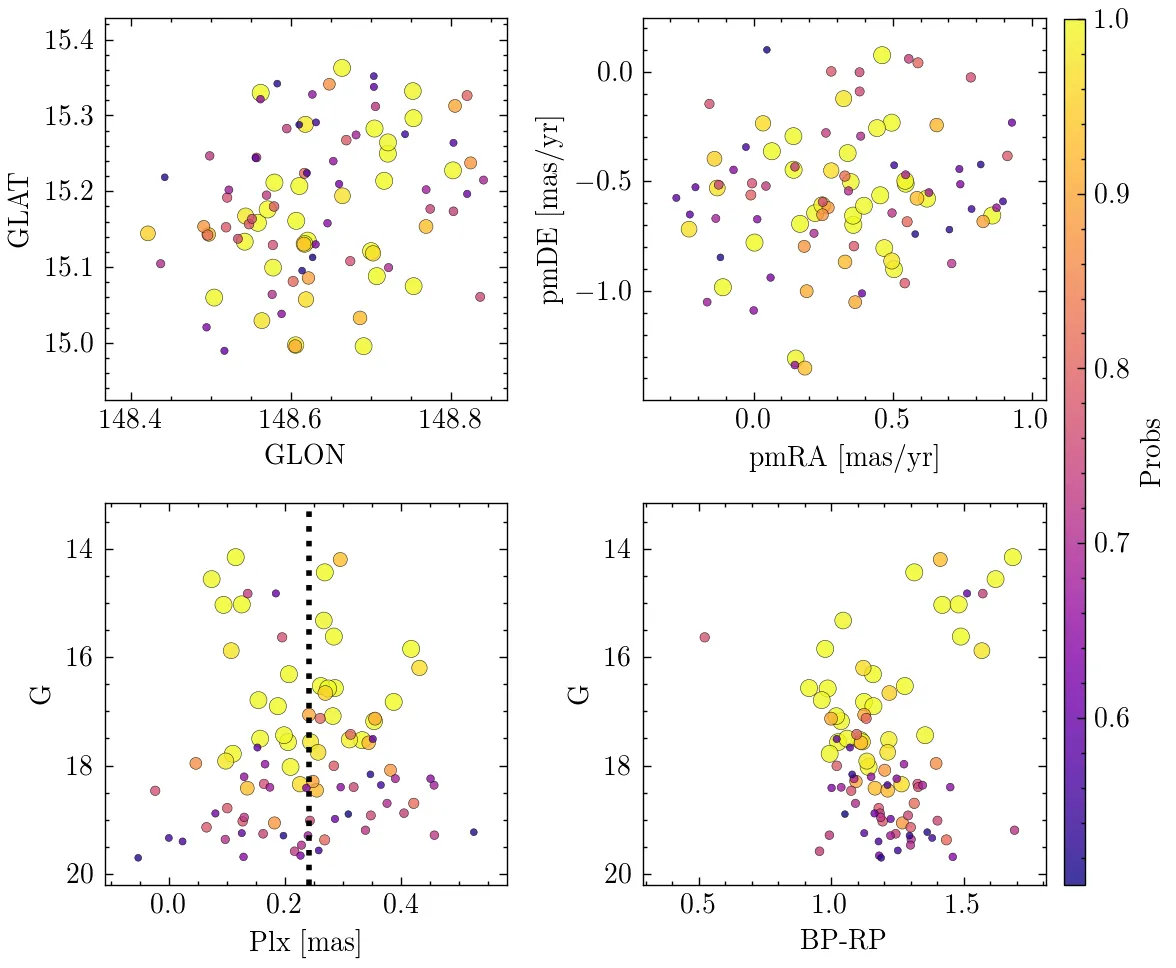 15.4
15.3
15.2
15.1
15.0
GLAT
148.4 148.6 148.8
GLON
0.0
−0.5
−1.0
pmDE [mas/yr]
0.0 0.5 1.0
pmRA [mas/yr]
14
16
18
20
G
0.0 0.2 0.4
Plx [mas]
14
16
18
20
G
0.5 1.0 1.5
BP-RP
1.0
0.9
0.8
0.7
0.6
Probs